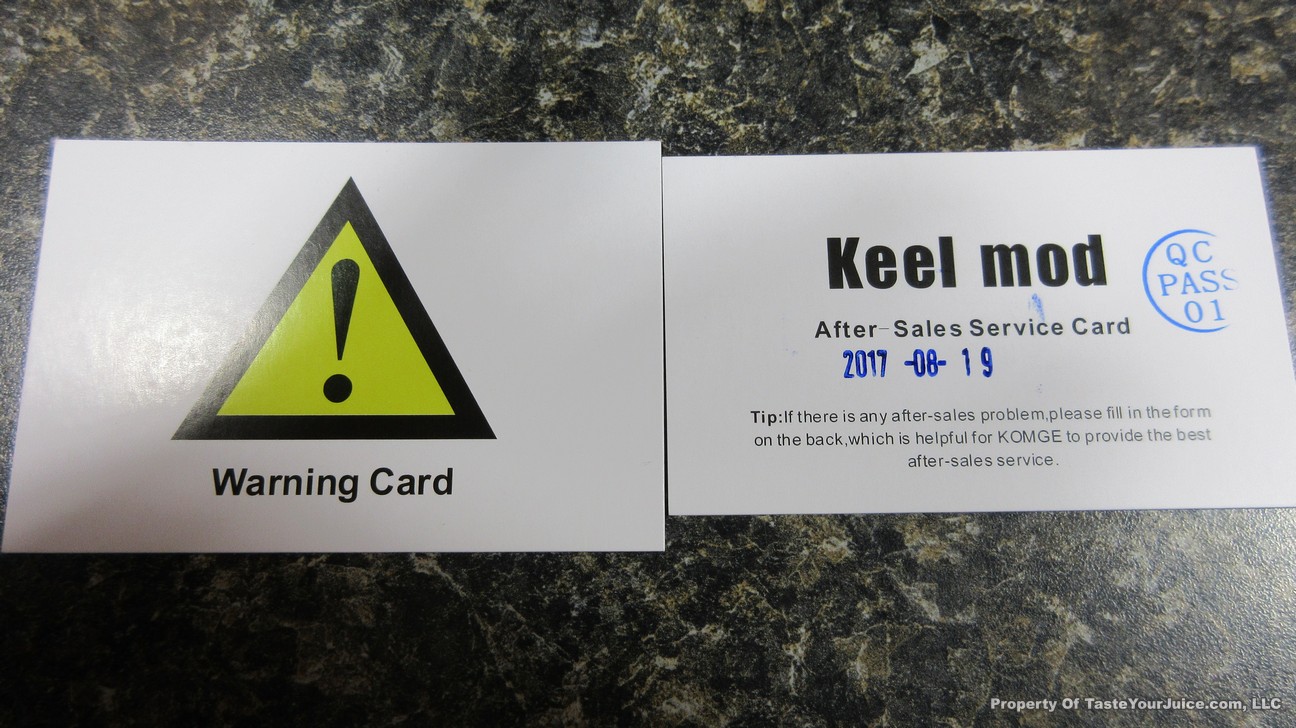 Warning Card
Keel mod
QC
PASS
01
After-Sales Service Card
2017 -08- 19
Tip:If there is any after-sales problem,please fill in the form
on the back,which is helpful for KOMGE to provide the best
after-sales service.
Property Of TasteYourJuice.com, LLC